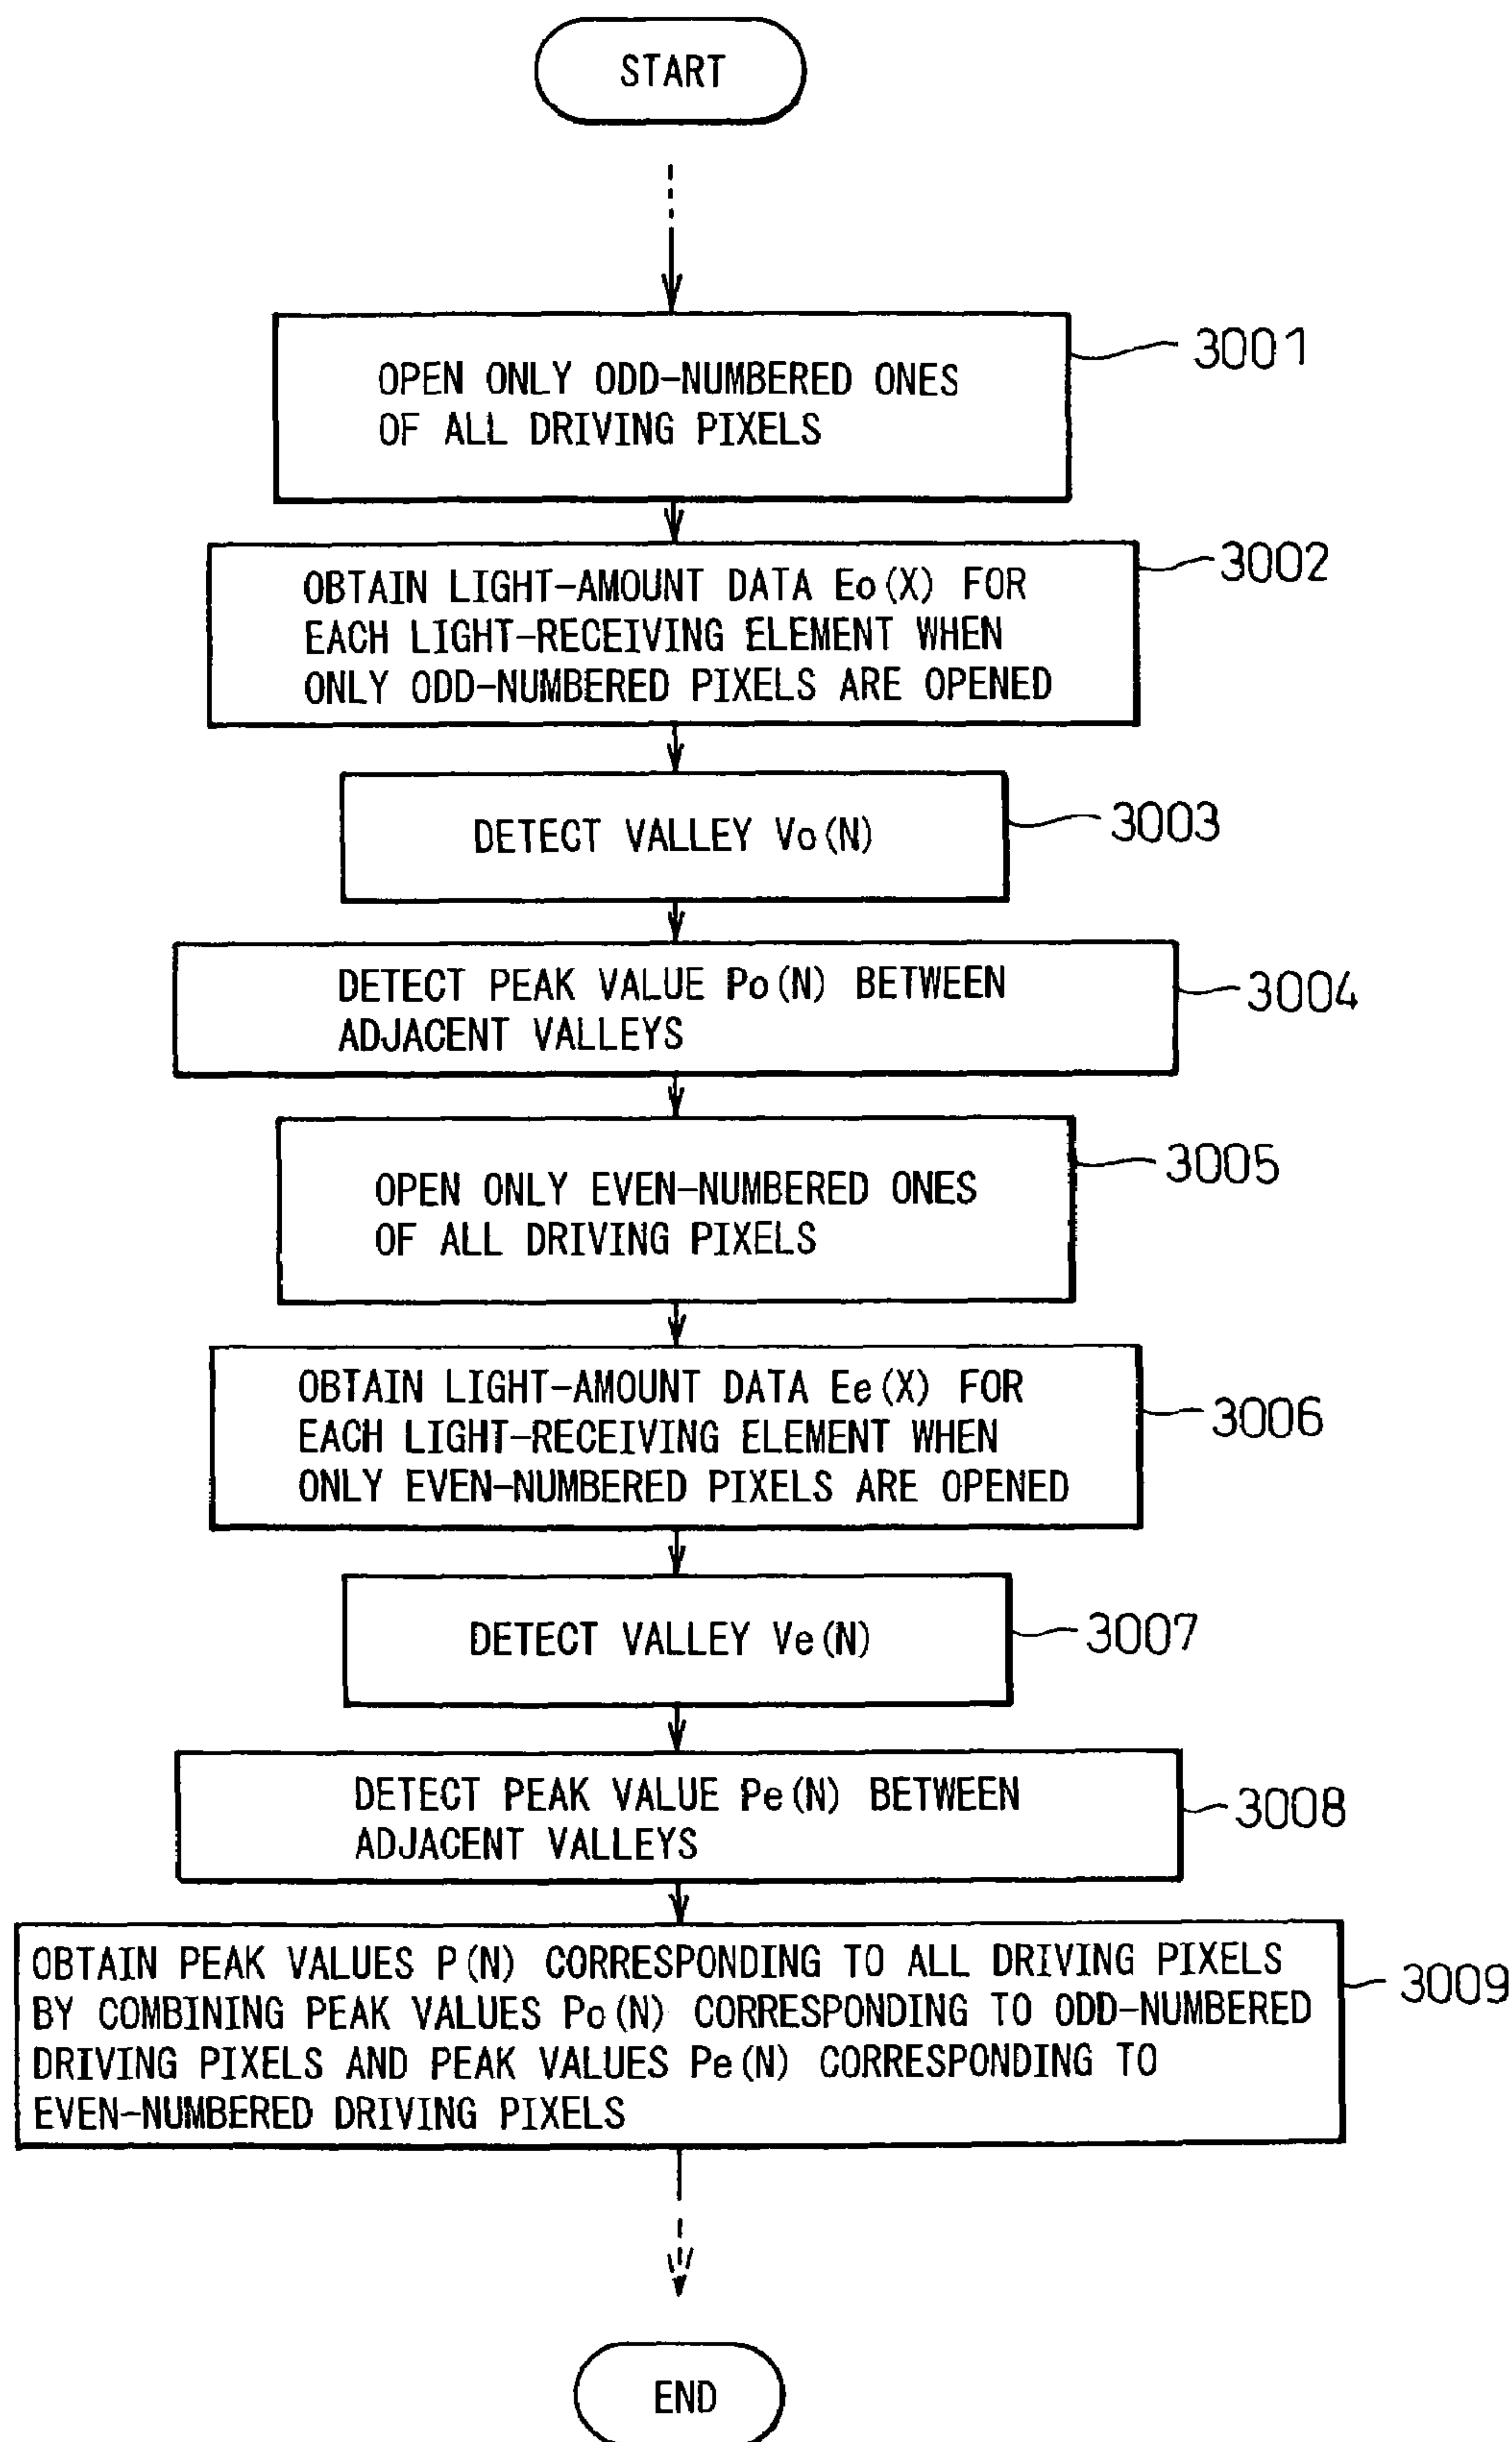 START
OPEN ONLY ODD-NUMBERED ONES
OF ALL DRIVING PIXELS
3001
OBTAIN LIGHT-AMOUNT DATA Eo(X) FOR
EACH LIGHT-RECEIVING ELEMENT WHEN
ONLY ODD-NUMBERED PIXELS ARE OPENED
3002
DETECT VALLEY Vo(N)
3003
DETECT PEAK VALUE Po(N) BETWEEN
ADJACENT VALLEYS
3004
OPEN ONLY EVEN-NUMBERED ONES
OF ALL DRIVING PIXELS
3005
OBTAIN LIGHT-AMOUNT DATA Ee(X) FOR
EACH LIGHT-RECEIVING ELEMENT WHEN
ONLY EVEN-NUMBERED PIXELS ARE OPENED
3006
DETECT VALLEY Ve(N)
3007
DETECT PEAK VALUE Pe(N) BETWEEN
ADJACENT VALLEYS
3008
OBTAIN PEAK VALUES P(N) CORRESPONDING TO ALL DRIVING PIXELS
BY COMBINING PEAK VALUES Po(N) CORRESPONDING TO ODD-NUMBERED
DRIVING PIXELS AND PEAK VALUES Pe(N) CORRESPONDING TO
EVEN-NUMBERED DRIVING PIXELS
3009
END